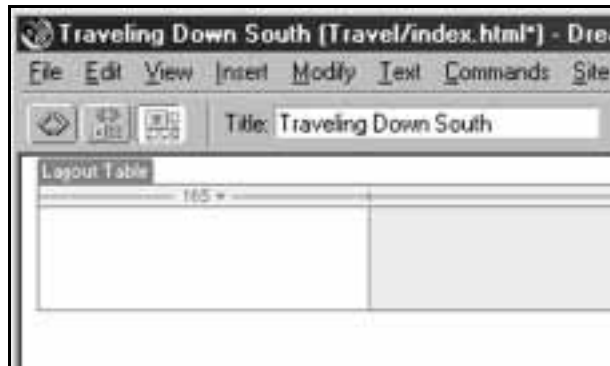 Traveling Down South (Travel/index.html*) - Drea
File Edit View Insert Modify Text Commands Site
Title: Traveling Down South
Layout Table
165